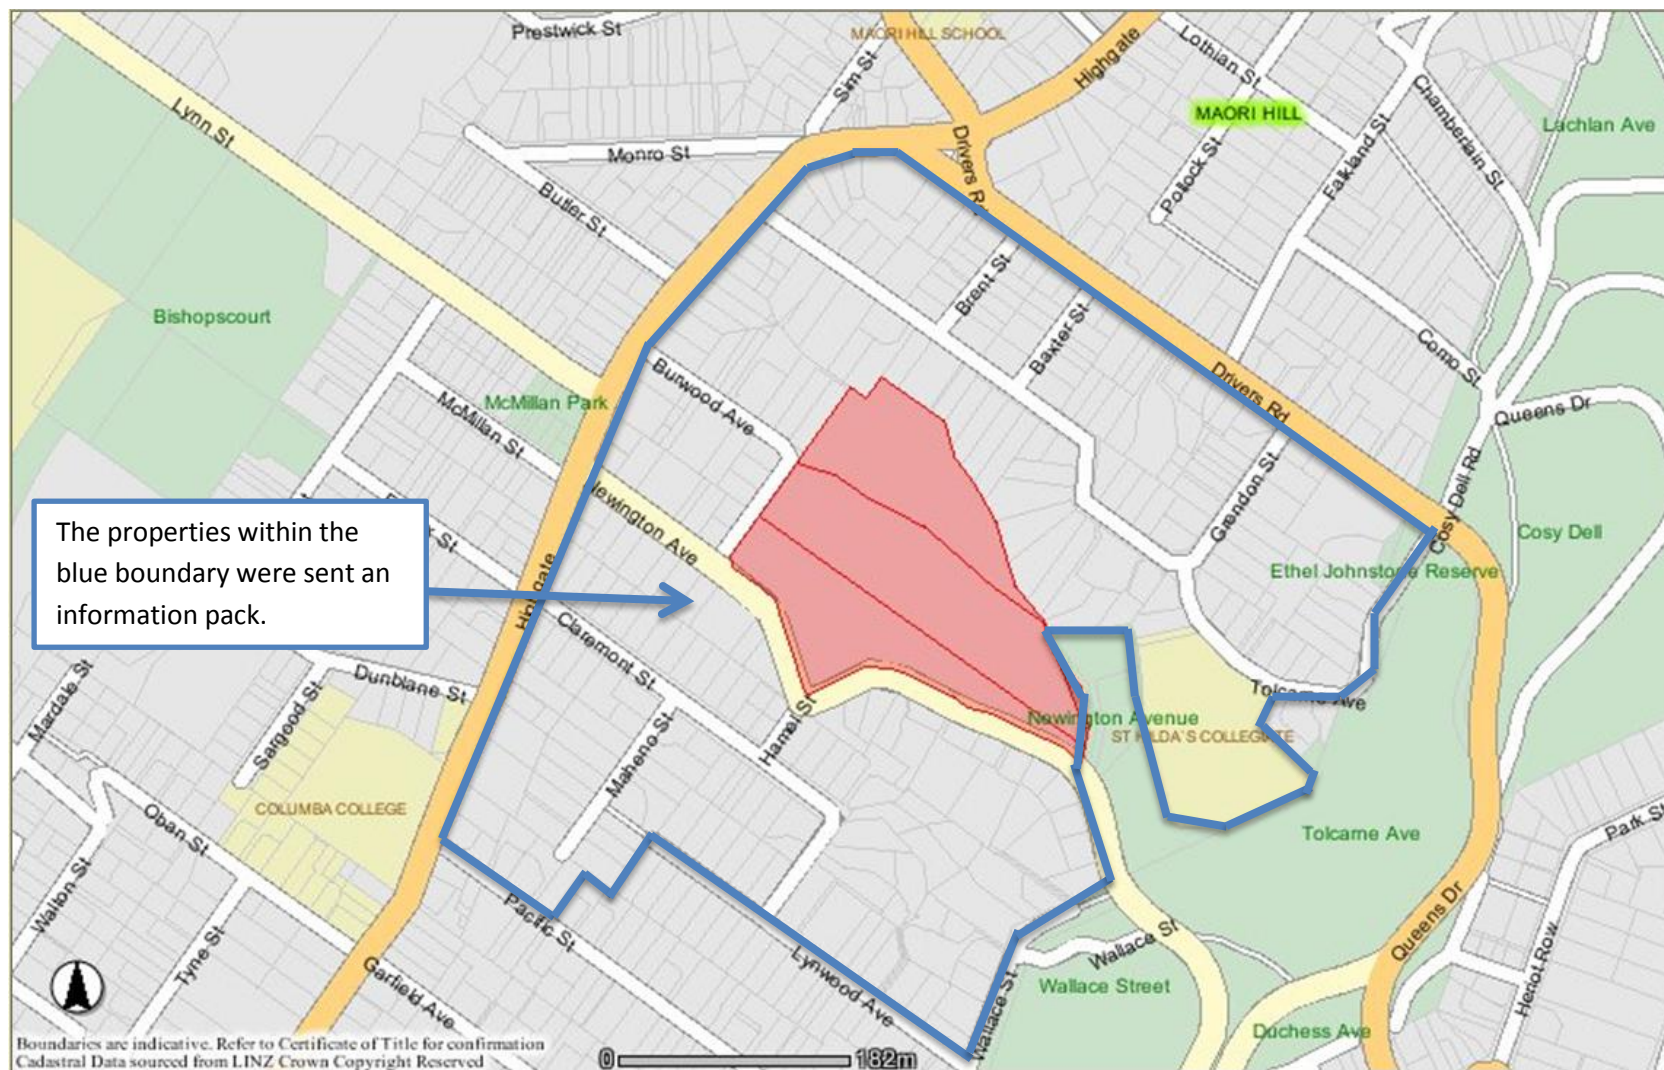 Prestwick St
MAORI HILL SCHOOL
Sim St
Highgate
Lothian St
Lynn St
MAORI HILL
Chamberlain St
Lachlan Ave
Monro St
Drivers Rd
Pollock St
Falkland St
Butler St
Bishopscourt
Brent St
Baxter St
Como St
McMillan Park
McMillan St
Burwood Ave
Drivers Rd
Queens Dr
Newington Ave
Grendon St
Cosy Dell Rd
Cosy Dell
The properties within the
blue boundary were sent an
information pack.
St
Highgate
Ethel Johnstone Reserve
Claremont St
Mardale St
Sargood St
Dunblane St
Maheno St
Hamel St
Tolcarne Ave
Newington Avenue
ST HILDA'S COLLEGIATE
COLUMBA COLLEGE
Oban St
Tolcarne Ave
Park St
Walton St
Tyne St
Pacific St
Garfield Ave
Lynwood Ave
Wallace St
Wallace St
Wallace Street
Queens Dr
Heriot Row
Duchess Ave
Boundaries are indicative. Refer to Certificate of Title for confirmation
Cadastral Data sourced from LINZ Crown Copyright Reserved
0 182m